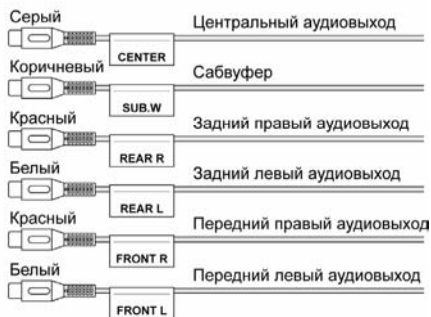 Серый Центральный аудиовыход
CENTER
Коричневый Сабвуфер
SUB.W
Красный Задний правый аудиовыход
REAR R
Белый Задний левый аудиовыход
REAR L
Красный Передний правый аудиовыход
FRONT R
Белый Передний левый аудиовыход
FRONT L